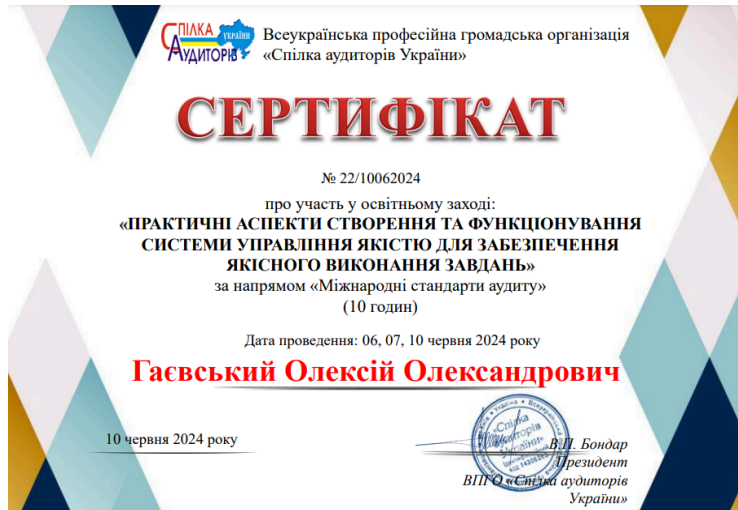 СПІЛКА УКРАЇНИ
АУДИТОРІВ
Всеукраїнська професійна громадська організація
«Спілка аудиторів України»
СЕРТИФІКАТ
№ 22/10062024
про участь у освітньому заході:
«ПРАКТИЧНІ АСПЕКТИ СТВОРЕННЯ ТА ФУНКЦІОНУВАННЯ
СИСТЕМИ УПРАВЛІННЯ ЯКІСТЮ ДЛЯ ЗАБЕЗПЕЧЕННЯ
ЯКІСНОГО ВИКОНАННЯ ЗАВДАНЬ»
за напрямом «Міжнародні стандарти аудиту»
(10 годин)
Дата проведення: 06, 07, 10 червня 2024 року
Гаєвський Олексій Олександрович
10 червня 2024 року
«Спілка
аудиторів
України»
В.П. Бондар
Президент
ВПГО «Спілка аудиторів
України»